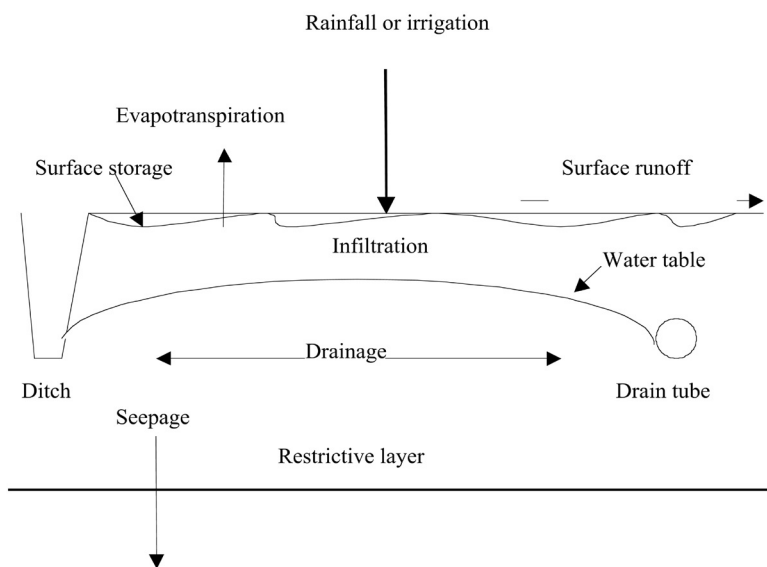 Rainfall or irrigation
Evapotranspiration
Surface storage
Surface runoff
Infiltration
Water table
Drainage
Ditch
Drain tube
Seepage
Restrictive layer